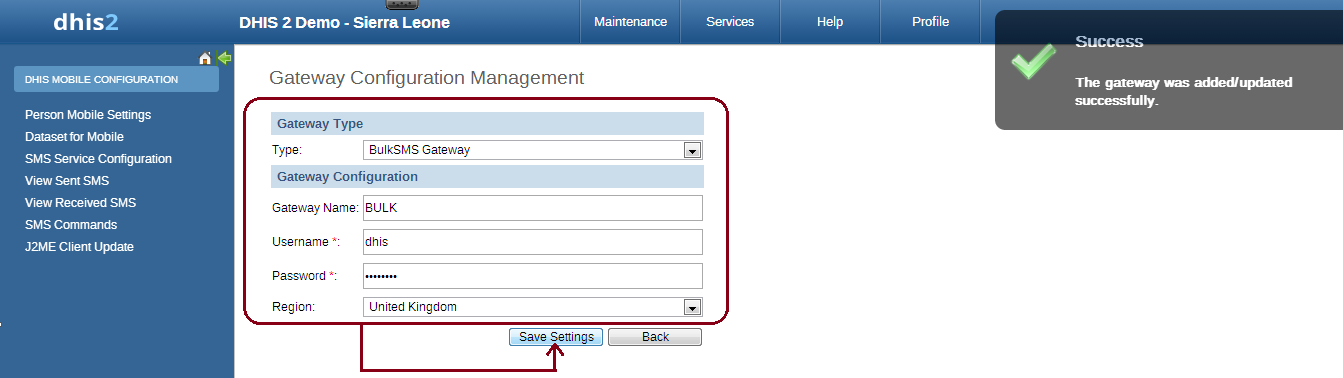 dhis2
DHIS 2 Demo - Sierra Leone
Maintenance
Services
Help
Profile
Success
The gateway was added/updated
successfully.
DHIS MOBILE CONFIGURATION
Person Mobile Settings
Dataset for Mobile
SMS Service Configuration
View Sent SMS
View Received SMS
SMS Commands
J2ME Client Update
Gateway Configuration Management
Gateway Type
Type: BulkSMS Gateway
Gateway Configuration
Gateway Name: BULK
Username *: dhis
Password *: ••••••••
Region: United Kingdom
Save Settings Back